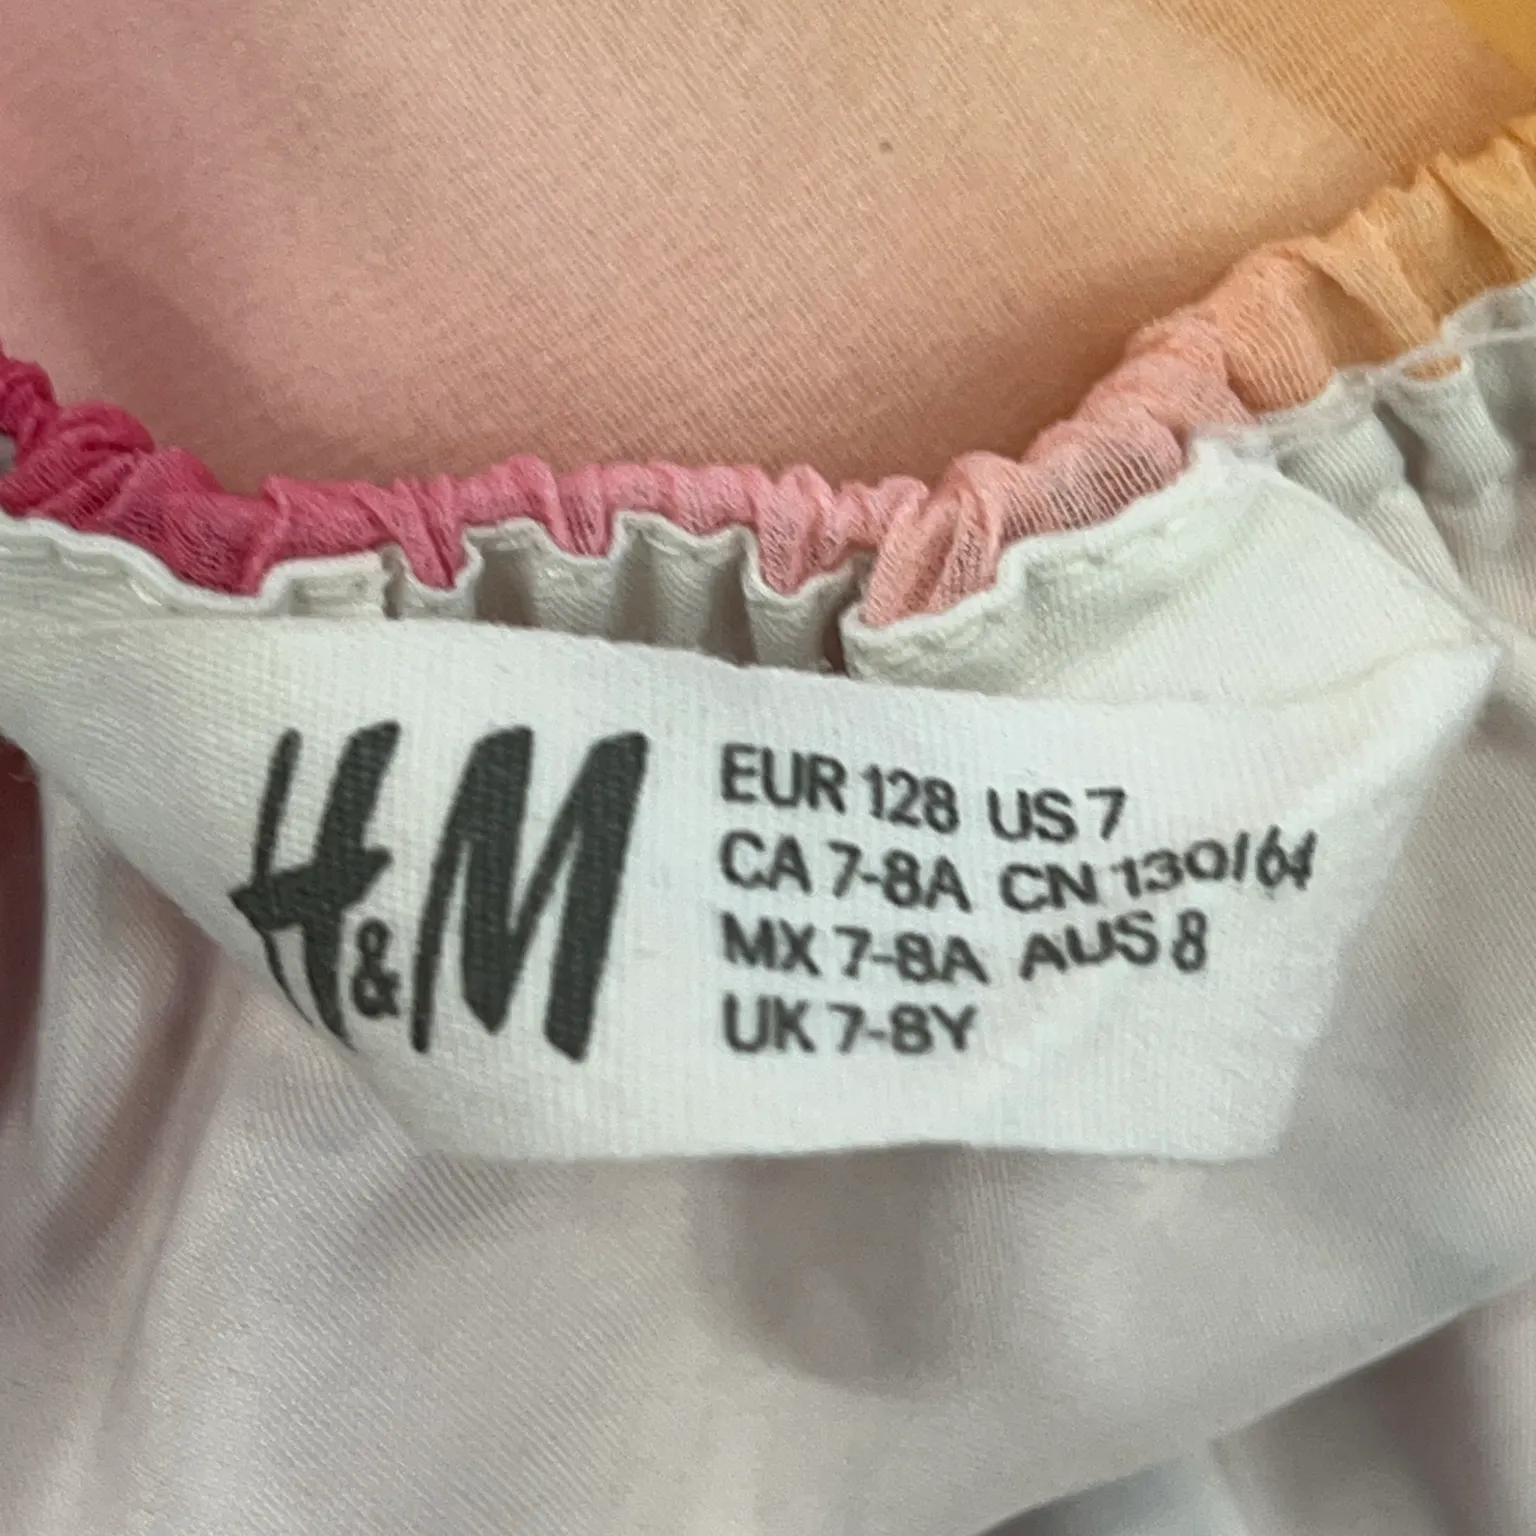 H&M
EUR 128 US 7
CA 7-8A CN 130/64
MX 7-8A AUS 8
UK 7-8Y